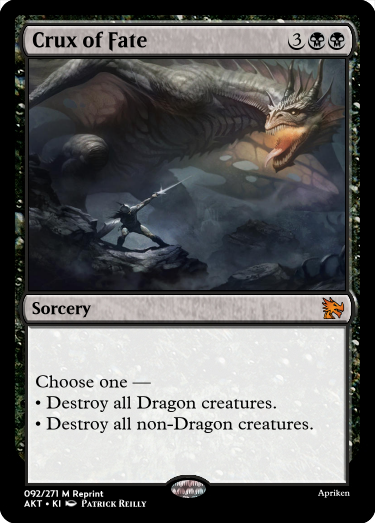 Crux of Fate 3
Sorcery
Choose one —
• Destroy all Dragon creatures.
• Destroy all non-Dragon creatures.
092/271 M Reprint
AKT • KI PATRICK REILLY
Apriken